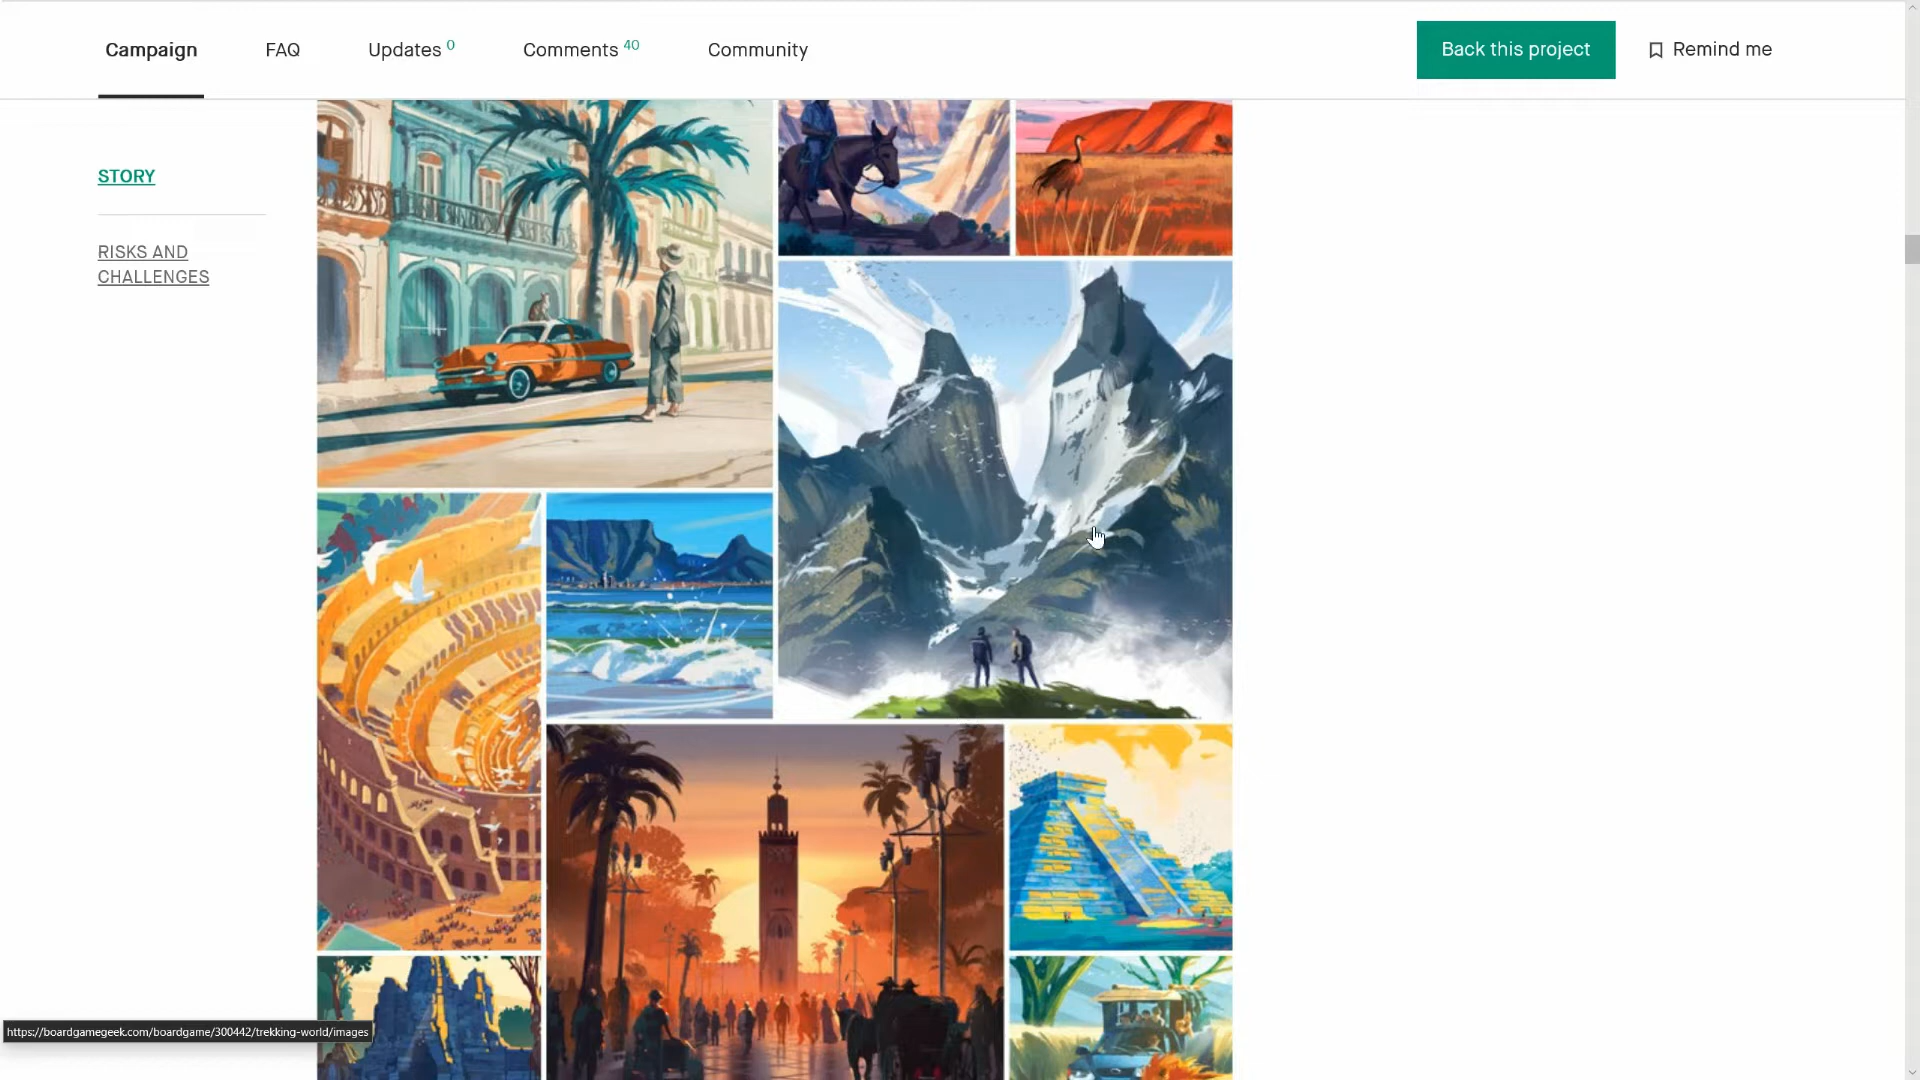 Campaign
FAQ
Updates 0
Comments 40
Community
Back this project
Remind me
STORY
RISKS AND
CHALLENGES
https://boardgamegeek.com/boardgame/300442/trekking-world/images